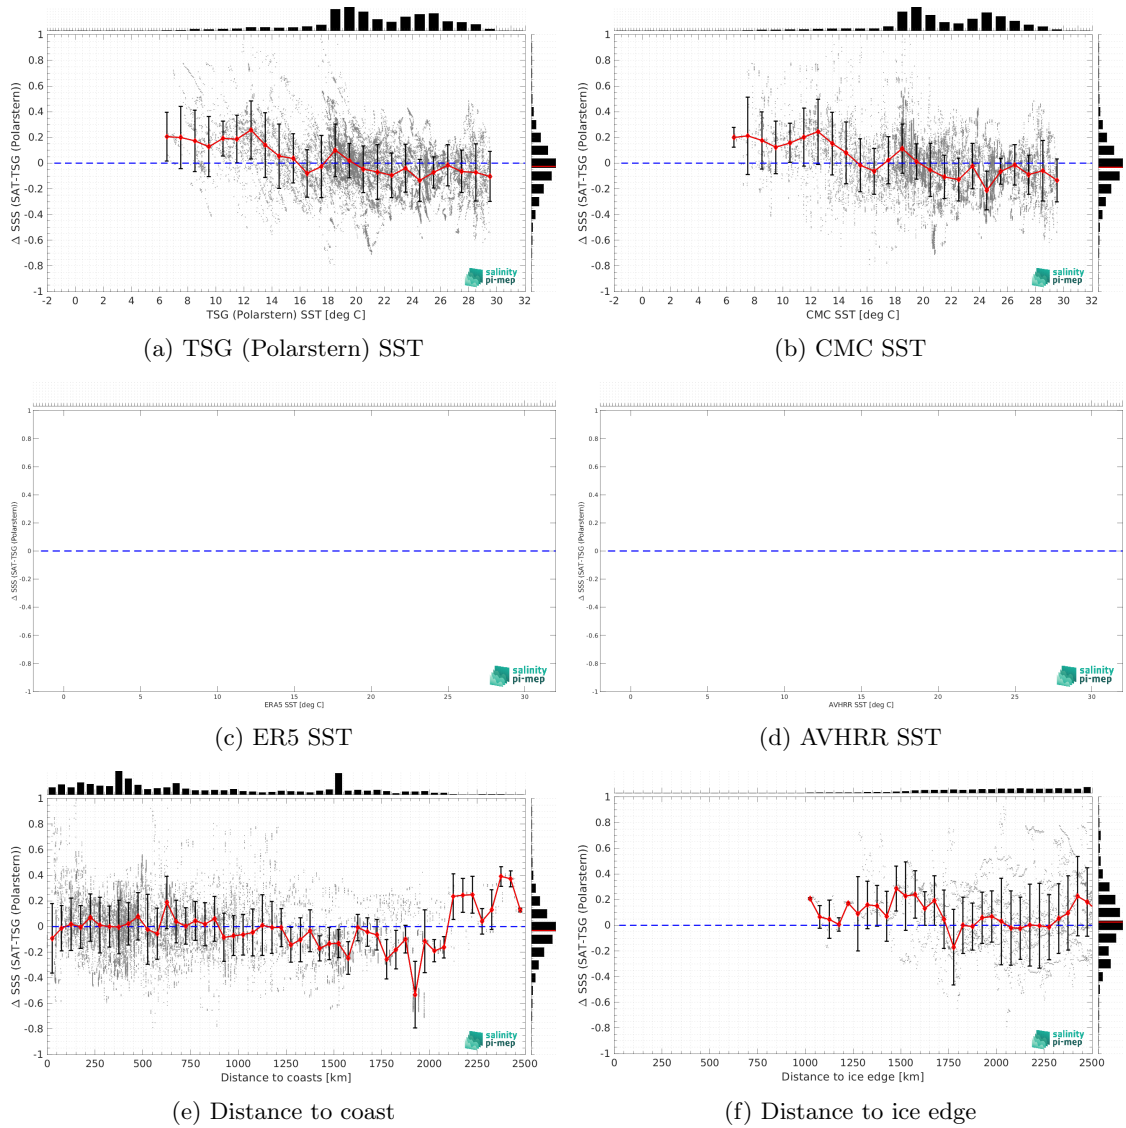 Δ SSS (SAT-TSG (Polarstern))
1
0.8
0.6
0.4
0.2
0
-0.2
-0.4
-0.6
-0.8
-1
salinity
pi-mep
-2 0 2 4 6 8 10 12 14 16 18 20 22 24 26 28 30 32
TSG (Polarstern) SST [deg C]
(a) TSG (Polarstern) SST
Δ SSS (SAT-TSG (Polarstern))
1
0.8
0.6
0.4
0.2
0
-0.2
-0.4
-0.6
-0.8
-1
salinity
pi-mep
-2 0 2 4 6 8 10 12 14 16 18 20 22 24 26 28 30 32
CMC SST [deg C]
(b) CMC SST
Δ SSS (SAT-TSG (Polarstern))
1
0.8
0.6
0.4
0.2
0
-0.2
-0.4
-0.6
-0.8
-1
salinity
pi-mep
0 5 10 15 20 25 30
ERA5 SST [deg C]
(c) ER5 SST
Δ SSS (SAT-TSG (Polarstern))
1
0.8
0.6
0.4
0.2
0
-0.2
-0.4
-0.6
-0.8
-1
salinity
pi-mep
0 5 10 15 20 25 30
AVHRR SST [deg C]
(d) AVHRR SST
Δ SSS (SAT-TSG (Polarstern))
1
0.8
0.6
0.4
0.2
0
-0.2
-0.4
-0.6
-0.8
-1
salinity
pi-mep
0 250 500 750 1000 1250 1500 1750 2000 2250 2500
Distance to coasts [km]
(e) Distance to coast
Δ SSS (SAT-TSG (Polarstern))
1
0.8
0.6
0.4
0.2
0
-0.2
-0.4
-0.6
-0.8
-1
salinity
pi-mep
0 250 500 750 1000 1250 1500 1750 2000 2250 2500
Distance to ice edge [km]
(f) Distance to ice edge